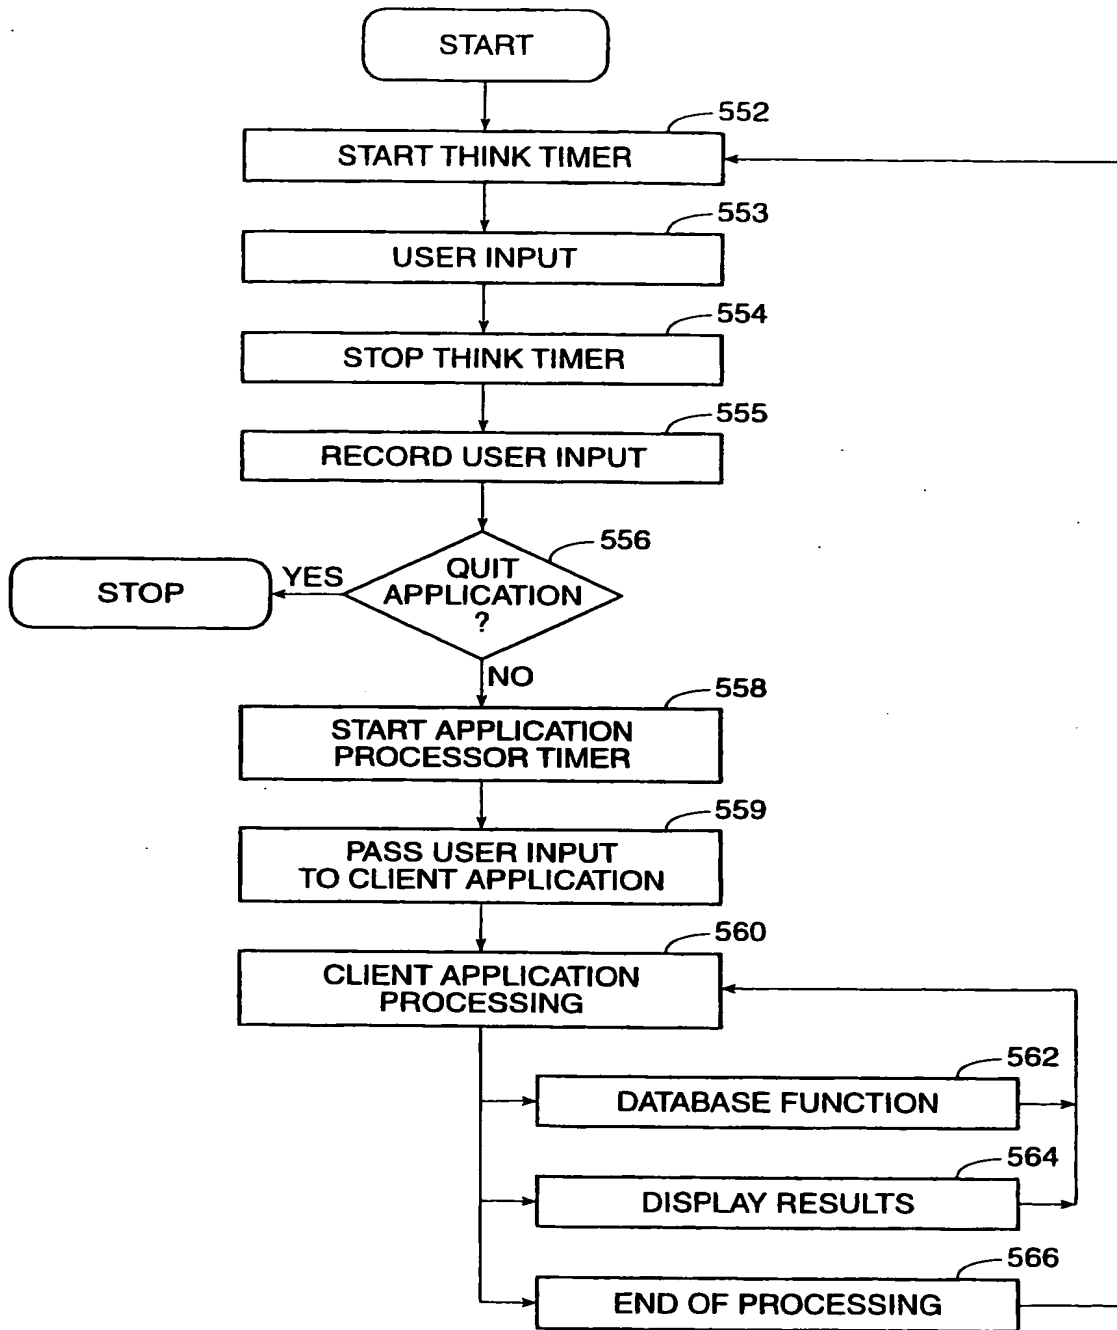 START
552
START THINK TIMER
553
USER INPUT
554
STOP THINK TIMER
555
RECORD USER INPUT
556
QUIT
APPLICATION
?
YES
STOP
NO
558
START APPLICATION
PROCESSOR TIMER
559
PASS USER INPUT
TO CLIENT APPLICATION
560
CLIENT APPLICATION
PROCESSING
562
DATABASE FUNCTION
564
DISPLAY RESULTS
566
END OF PROCESSING